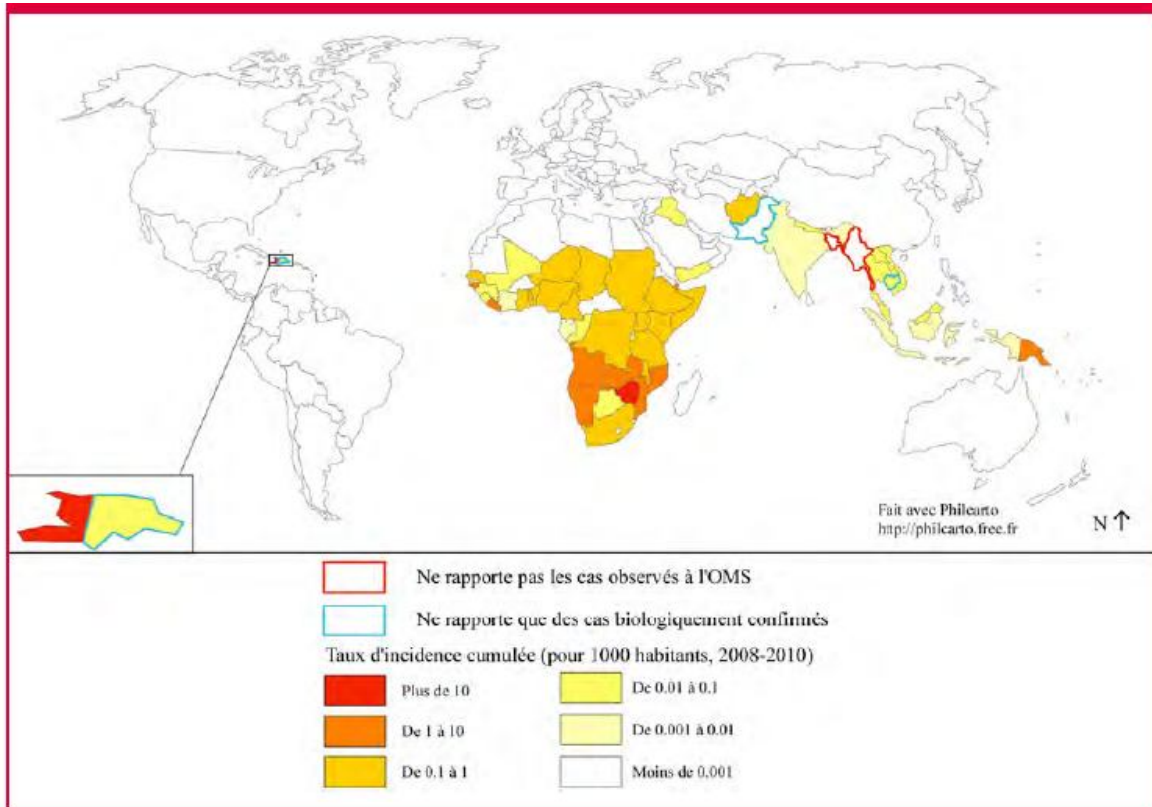 Fait avec Philcarto
http://philcarto.free.fr
N
Ne rapporte pas les cas observés à l'OMS
Ne rapporte que des cas biologiquement confirmés
Taux d'incidence cumulée (pour 1000 habitants, 2008-2010)
Plus de 10
De 0.01 à 0.1
De 1 à 10
De 0.001 à 0.01
De 0.1 à 1
Moins de 0.001